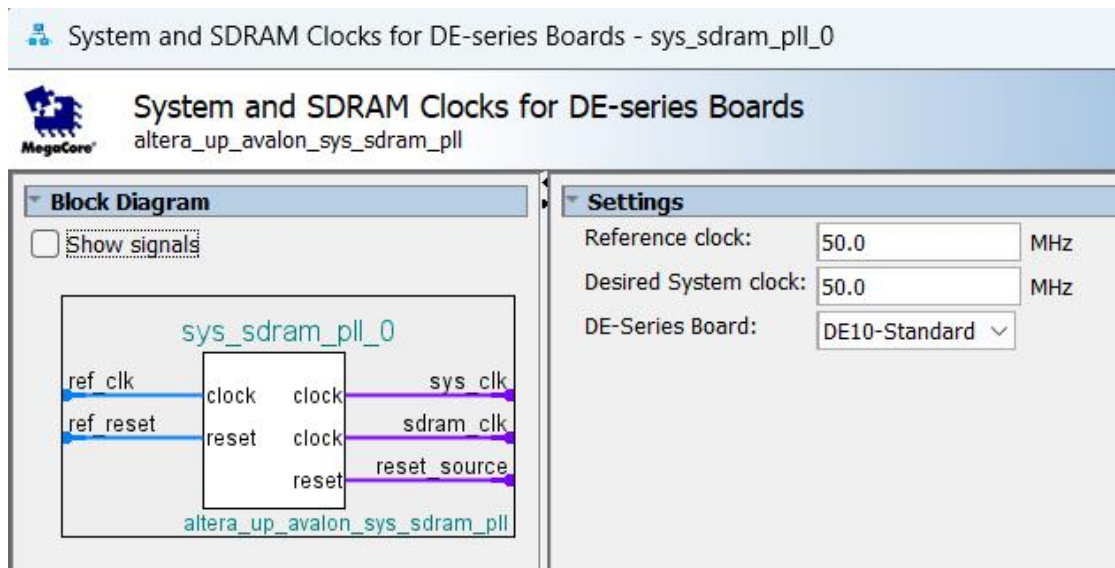 System and SDRAM Clocks for DE-series Boards - sys_sdram_pll_0
System and SDRAM Clocks for DE-series Boards
altera_up_avalon_sys_sdram_pll
MegaCore®
Block Diagram
Show signals
sys_sdram_pll_0
ref_clk clock clock sys_clk
ref_reset reset clock sdram_clk
reset reset_source
altera_up_avalon_sys_sdram_pll
Settings
Reference clock: 50.0 MHz
Desired System clock: 50.0 MHz
DE-Series Board: DE10-Standard